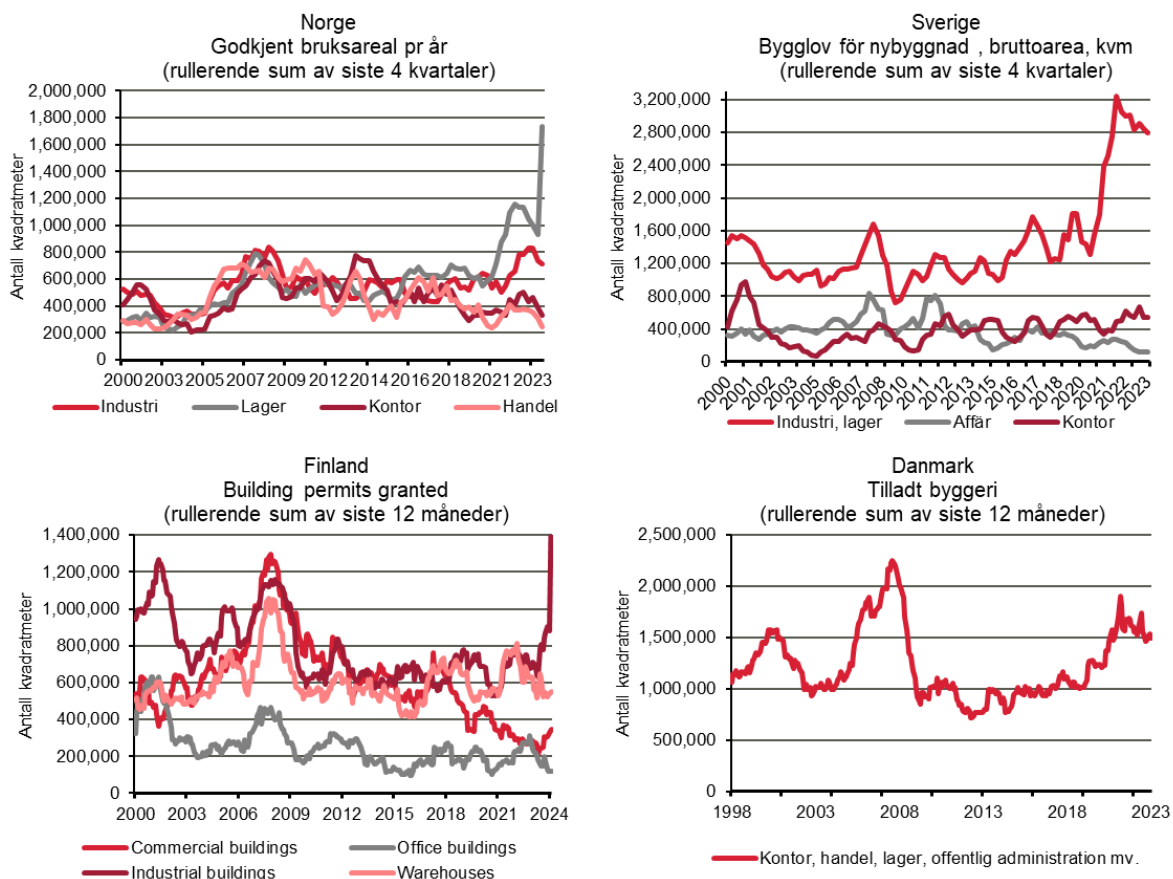 Norge
Godkjent bruksareal pr år
(rullerende sum av siste 4 kvartaler)
Antall kvadratmeter
2,000,000
1,800,000
1,600,000
1,400,000
1,200,000
1,000,000
800,000
600,000
400,000
200,000
0
2000 2003 2005 2007 2009 2012 2014 2016 2018 2021 2023
Industri Lager Kontor Handel
Sverige
Bygglov för nybyggnad , bruttoarea, kvm
(rullerende sum av siste 4 kvartaler)
Antall kvadratmeter
3,200,000
2,800,000
2,400,000
2,000,000
1,600,000
1,200,000
800,000
400,000
0
2000 2001 2002 2003 2005 2006 2007 2008 2010 2011 2012 2013 2015 2016 2017 2018 2020 2021 2022 2023
Industri, lager Affär Kontor
Finland
Building permits granted
(rullerende sum av siste 12 måneder)
Antall kvadratmeter
1,400,000
1,200,000
1,000,000
800,000
600,000
400,000
200,000
0
2000 2003 2006 2009 2012 2015 2018 2021 2024
Commercial buildings Office buildings
Industrial buildings Warehouses
Danmark
Tilladt byggeri
(rullerende sum av siste 12 måneder)
Antall kvadratmeter
2,500,000
2,000,000
1,500,000
1,000,000
500,000
0
1998 2003 2008 2013 2018 2023
Kontor, handel, lager, offentlig administration mv.